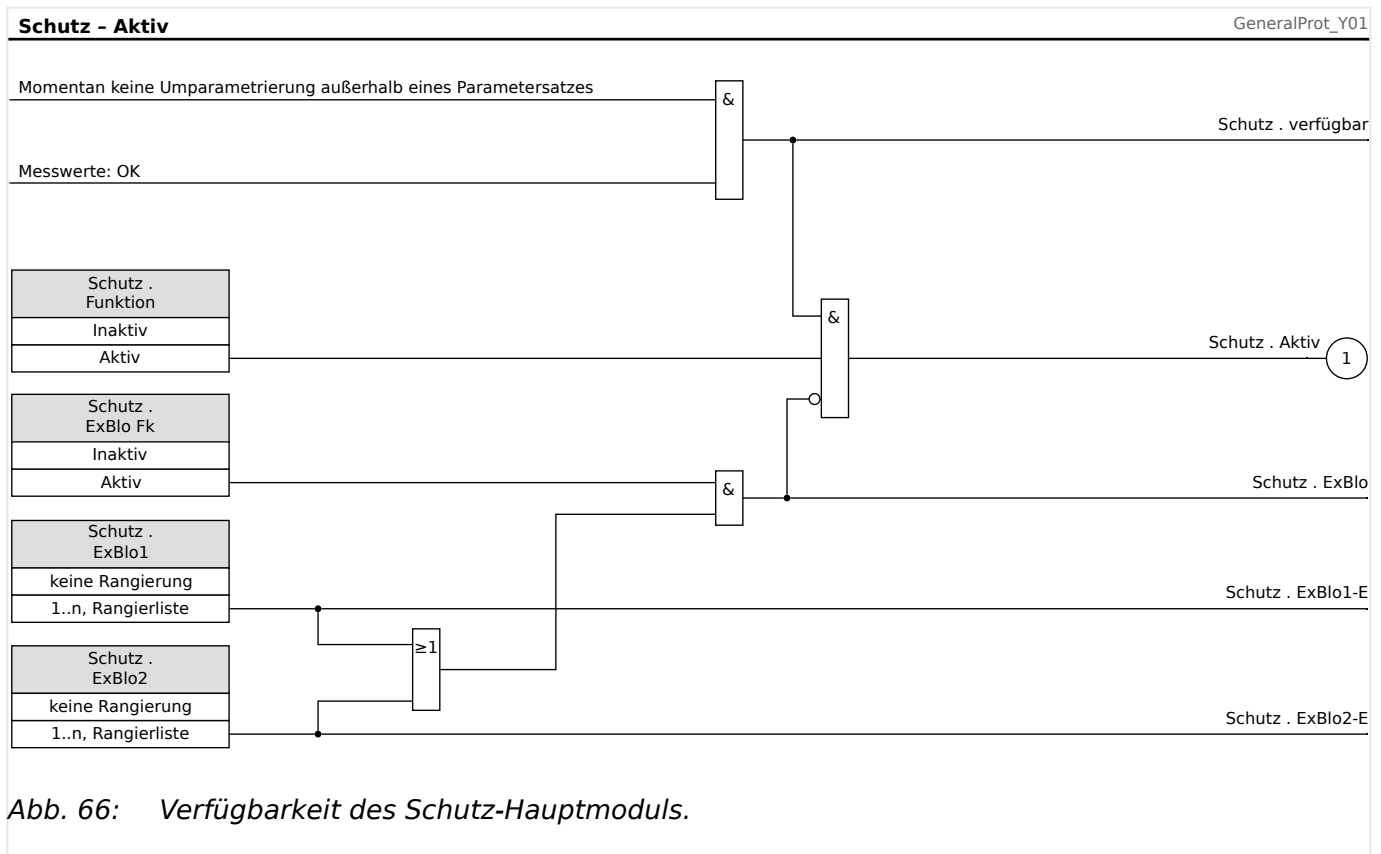 Schutz – Aktiv
GeneralProt_Y01
Momentan keine Umparametrierung außerhalb eines Parametersatzes
&
Schutz . verfügbar
Messwerte: OK
Schutz .
Funktion
Inaktiv
Aktiv
&
Schutz . Aktiv
1
Schutz .
ExBlo Fk
Inaktiv
Aktiv
&
Schutz . ExBlo
Schutz .
ExBlo1
keine Rangierung
1..n, Rangierliste
Schutz . ExBlo1-E
≥1
Schutz .
ExBlo2
keine Rangierung
1..n, Rangierliste
Schutz . ExBlo2-E
Abb. 66: Verfügbarkeit des Schutz-Hauptmoduls.